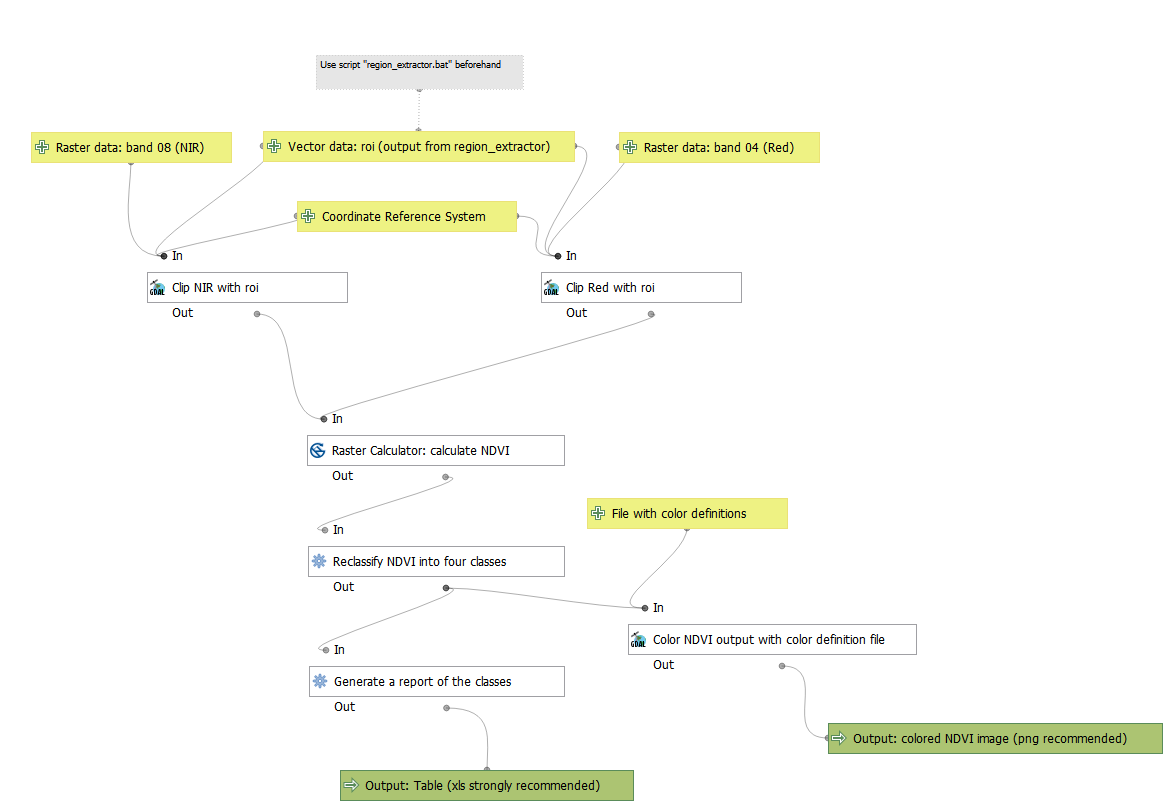 Use script "region_extractor.bat" beforehand
Raster data: band 08 (NIR)
Vector data: roi (output from region_extractor)
Raster data: band 04 (Red)
Coordinate Reference System
In
In
GDAL
Clip NIR with roi
GDAL
Clip Red with roi
Out
Out
In
Raster Calculator: calculate NDVI
Out
File with color definitions
In
Reclassify NDVI into four classes
Out
In
GDAL
Color NDVI output with color definition file
In
Out
Generate a report of the classes
Out
Output: colored NDVI image (png recommended)
Output: Table (xls strongly recommended)